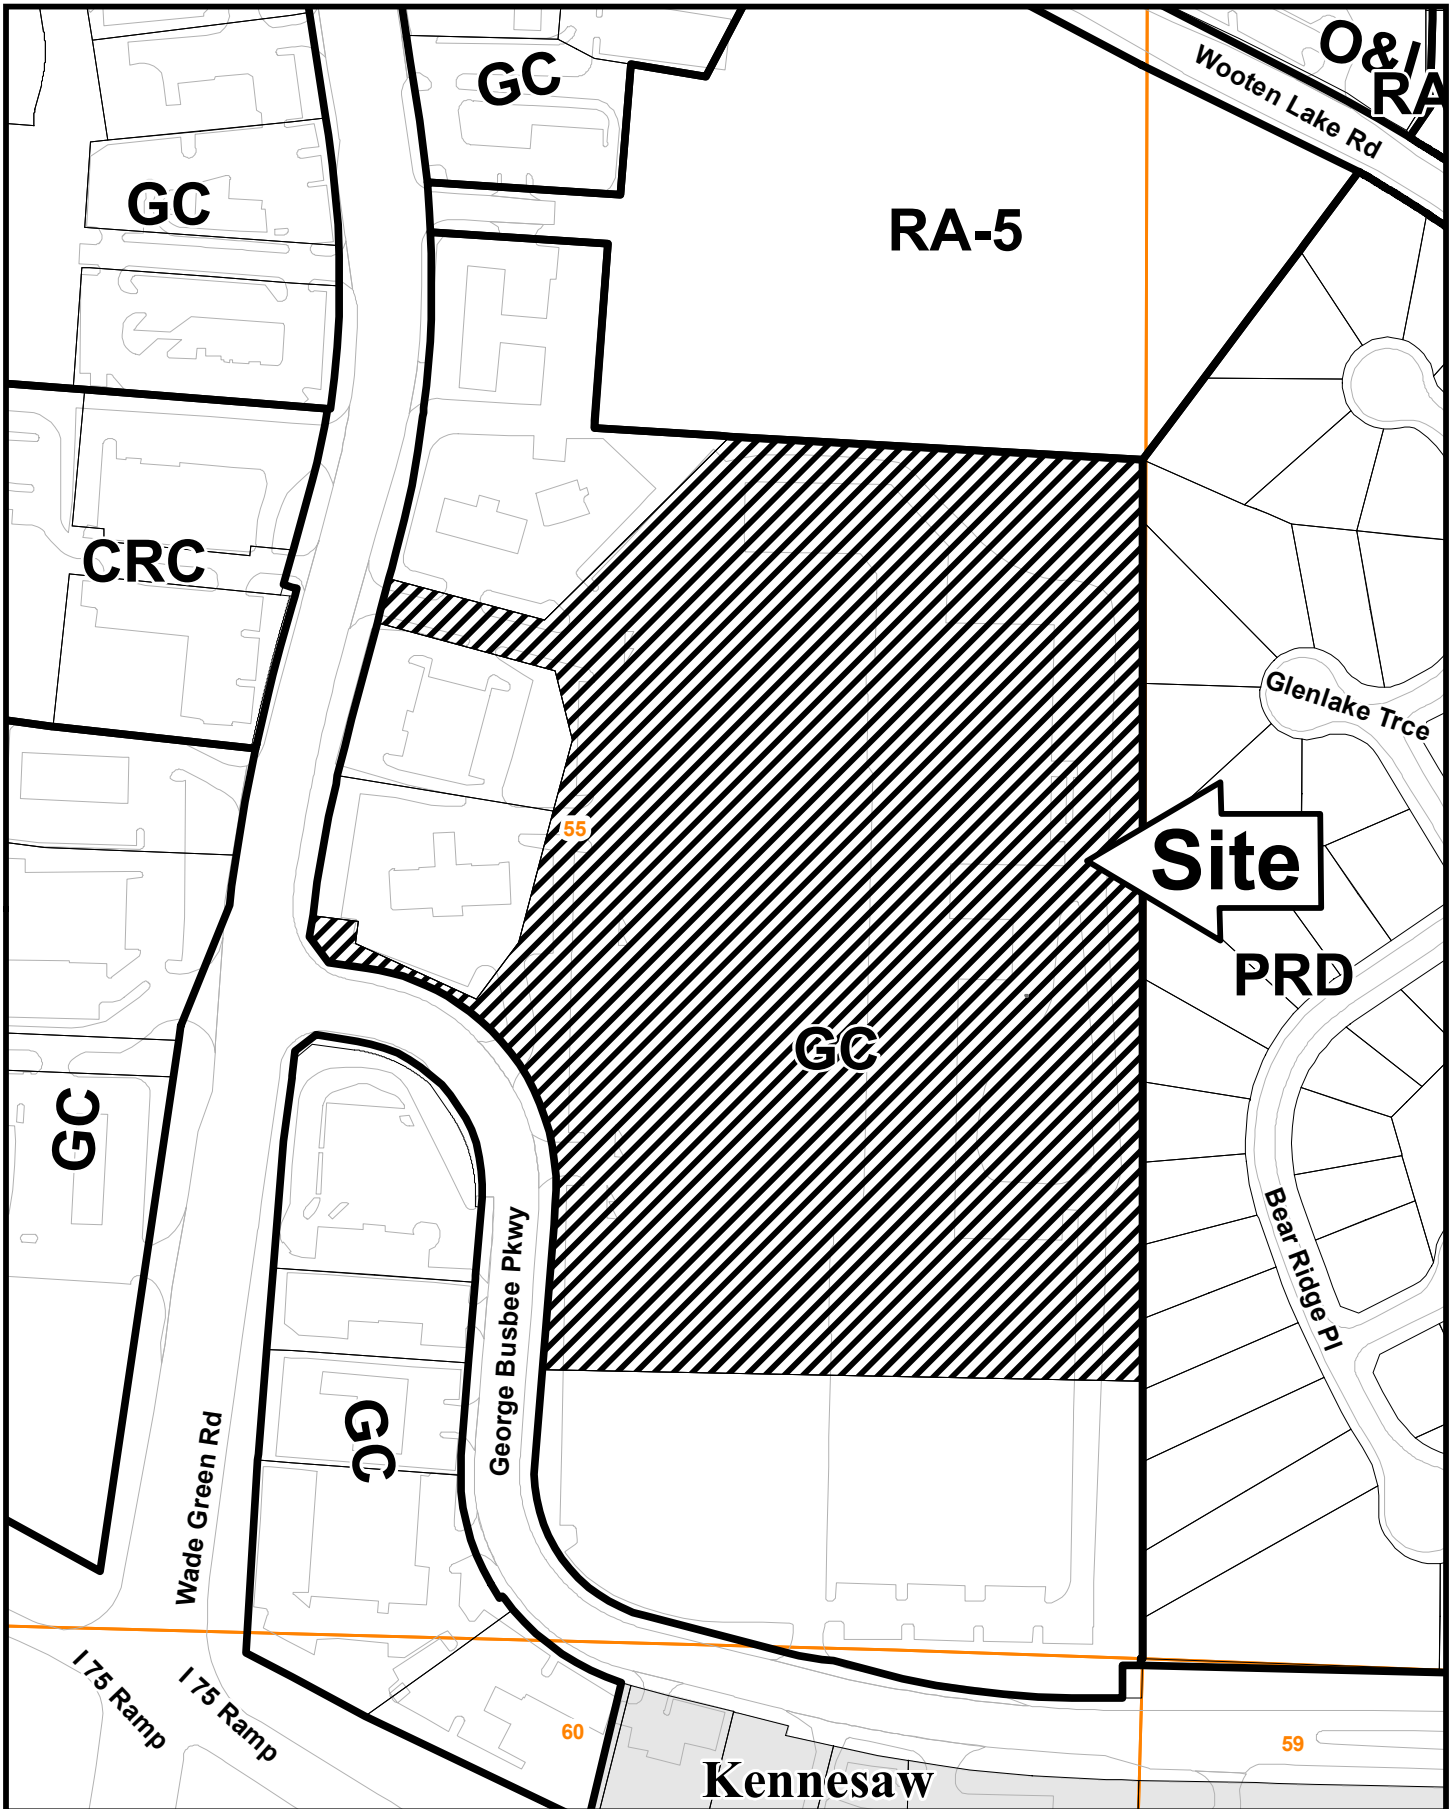 GC
O&I
RA
Wooten Lake Rd
GC
RA-5
CRC
Glenlake Trce
55
Site
PRD
GC
GC
Bear Ridge Pl
George Busbee Pkwy
GC
Wade Green Rd
I 75 Ramp
I 75 Ramp
60
59
Kennesaw